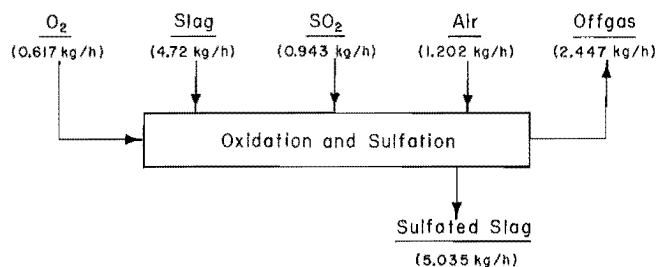 O₂ Slag SO₂ Air Offgas
(0.617 kg/h) (4.72 kg/h) (0.943 kg/h) (1.202 kg/h) (2.447 kg/h)
Oxidation and Sulfation
Sulfated Slag
(5.035 kg/h)